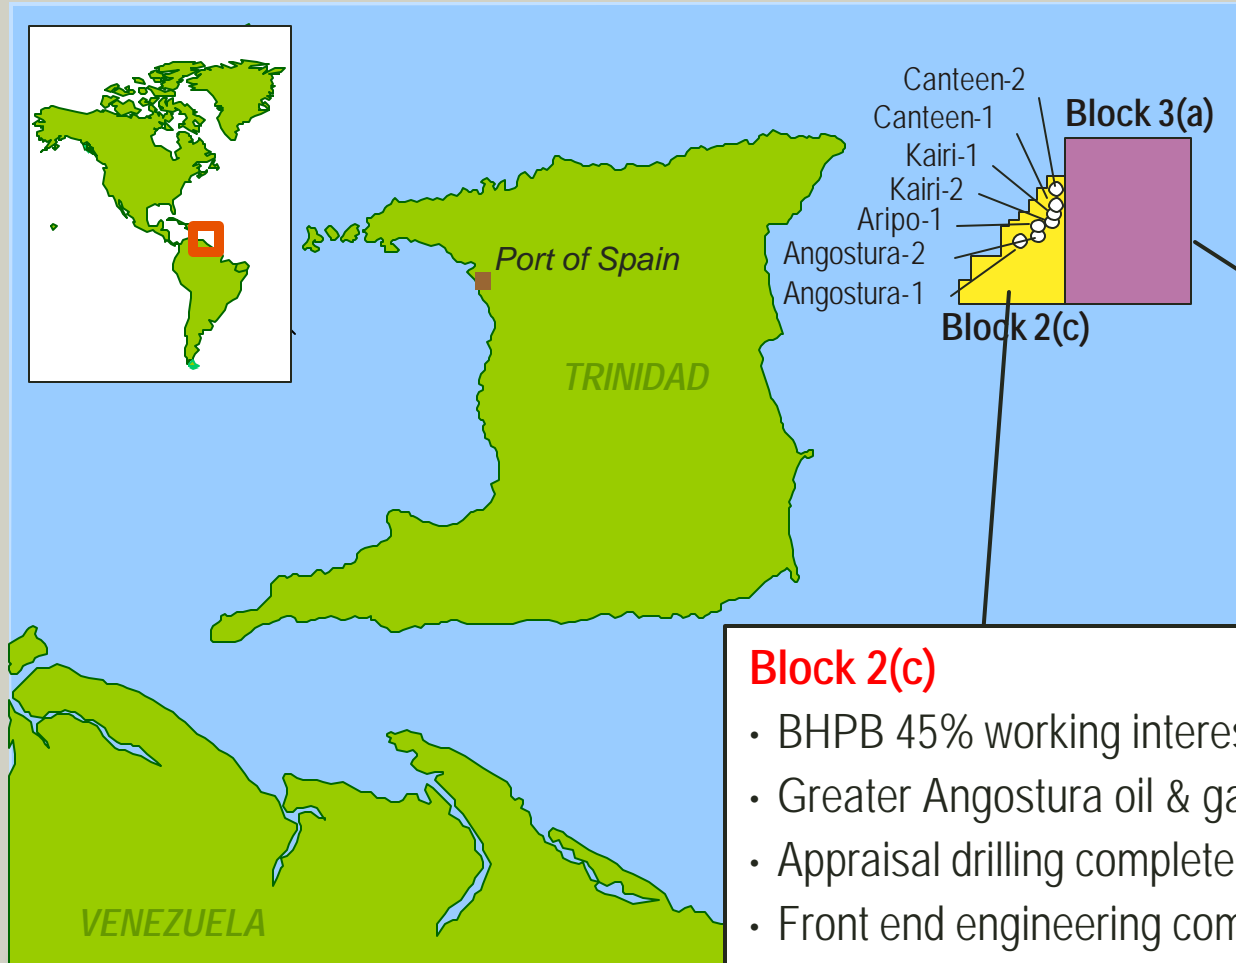 Canteen-2
Canteen-1
Block 3(a)
Kairi-1
Kairi-2
Aripo-1
Angostura-2
Angostura-1
Block 2(c)
Port of Spain
TRINIDAD
VENEZUELA
Block 2(c)
· BHPB 45% working interes
· Greater Angostura oil & ga
· Appraisal drilling complete
· Front end engineering com